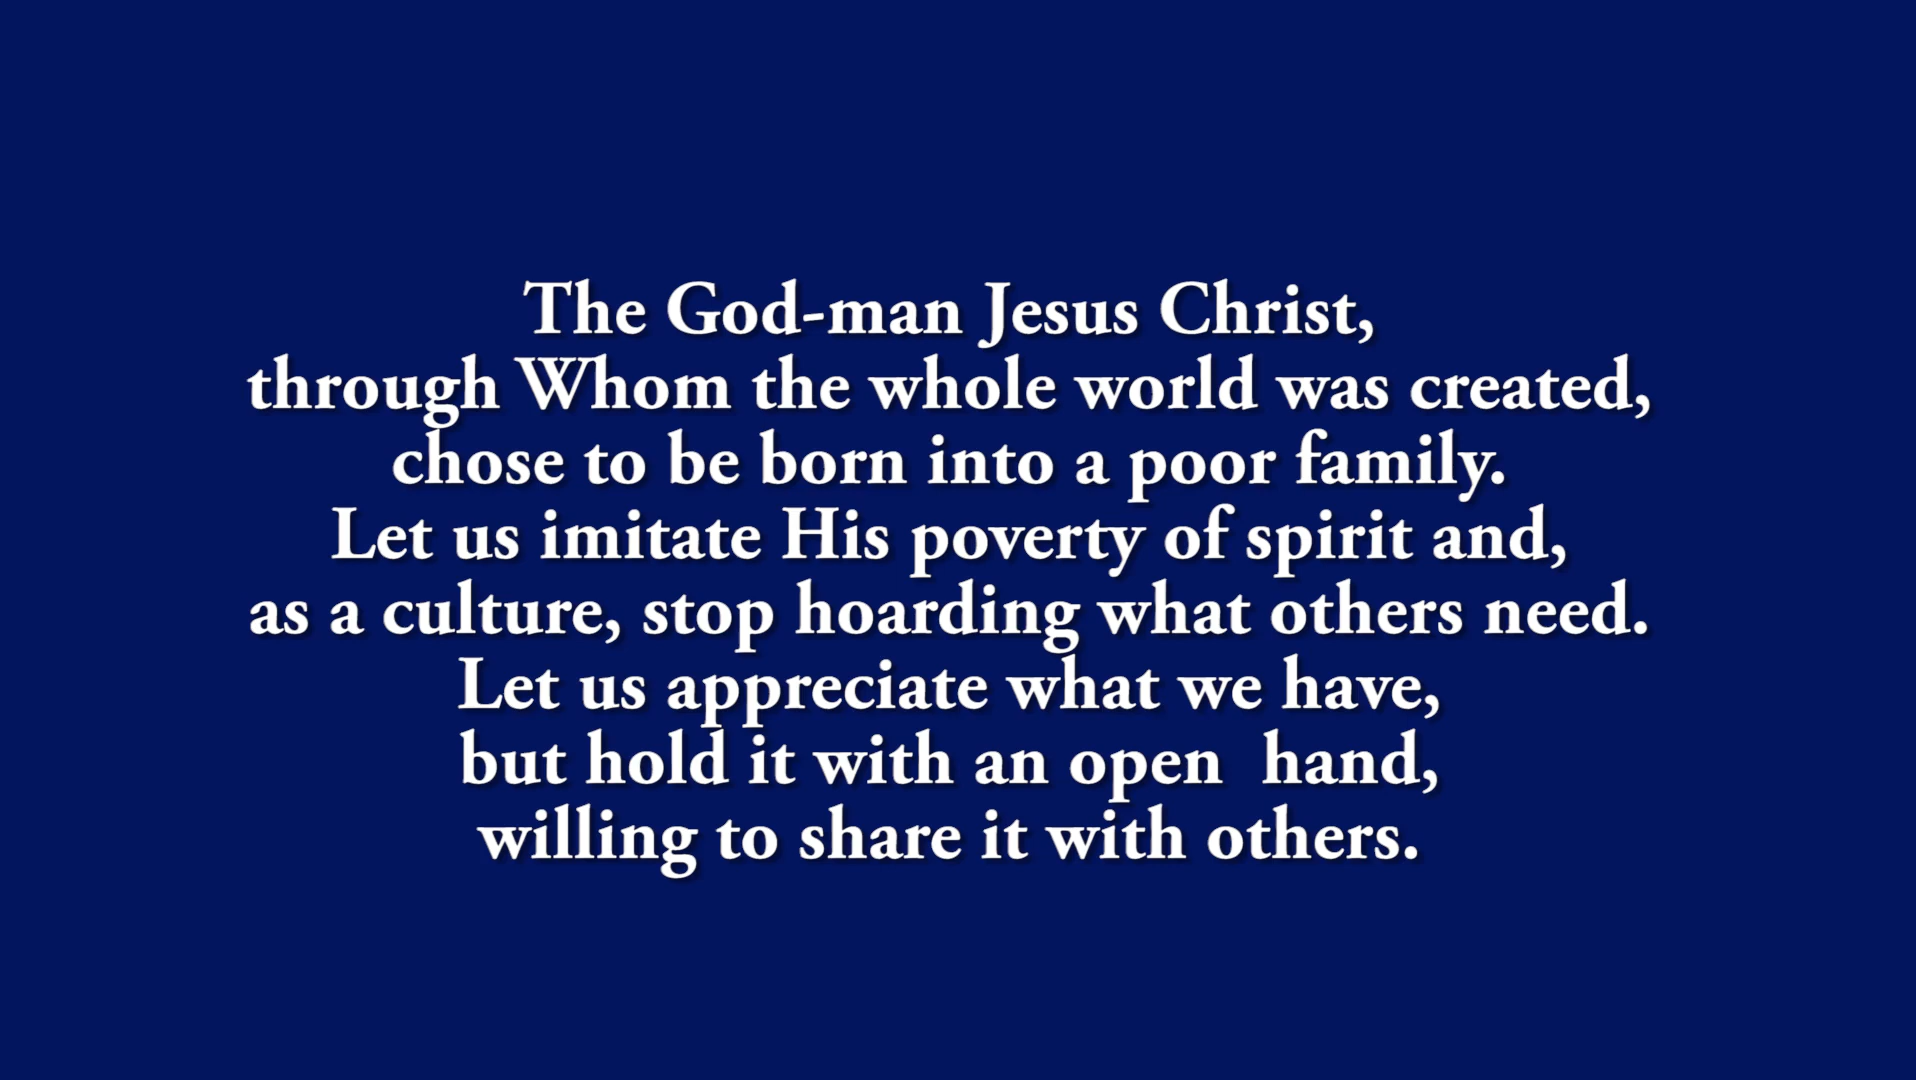 The God-man Jesus Christ,
through Whom the whole world was created,
chose to be born into a poor family.
Let us imitate His poverty of spirit and,
as a culture, stop hoarding what others need.
Let us appreciate what we have,
but hold it with an open  hand,
willing to share it with others.